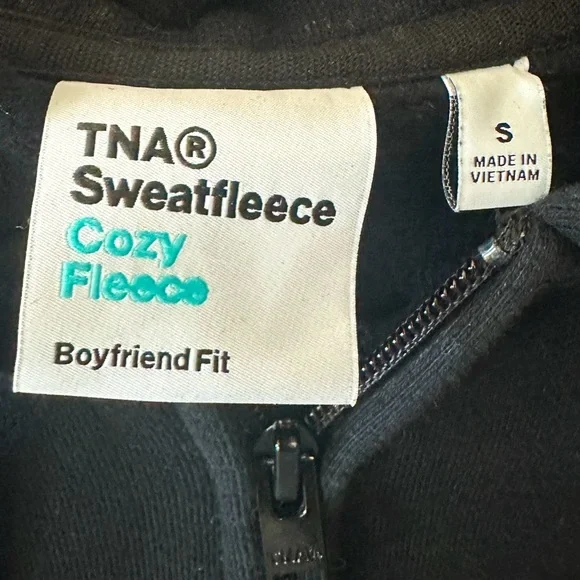 TNA®
Sweatfleece
Cozy
Fleece
Boyfriend Fit
S
MADE IN
VIETNAM